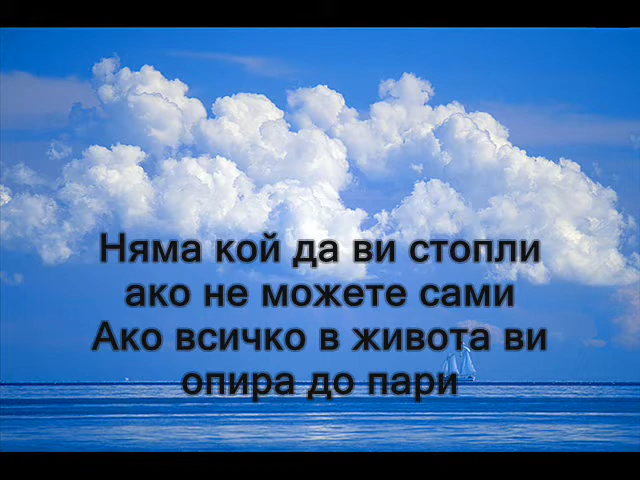 Няма кой да ви стопли
ако не можете сами
Ако всичко в живота ви
опира до пари